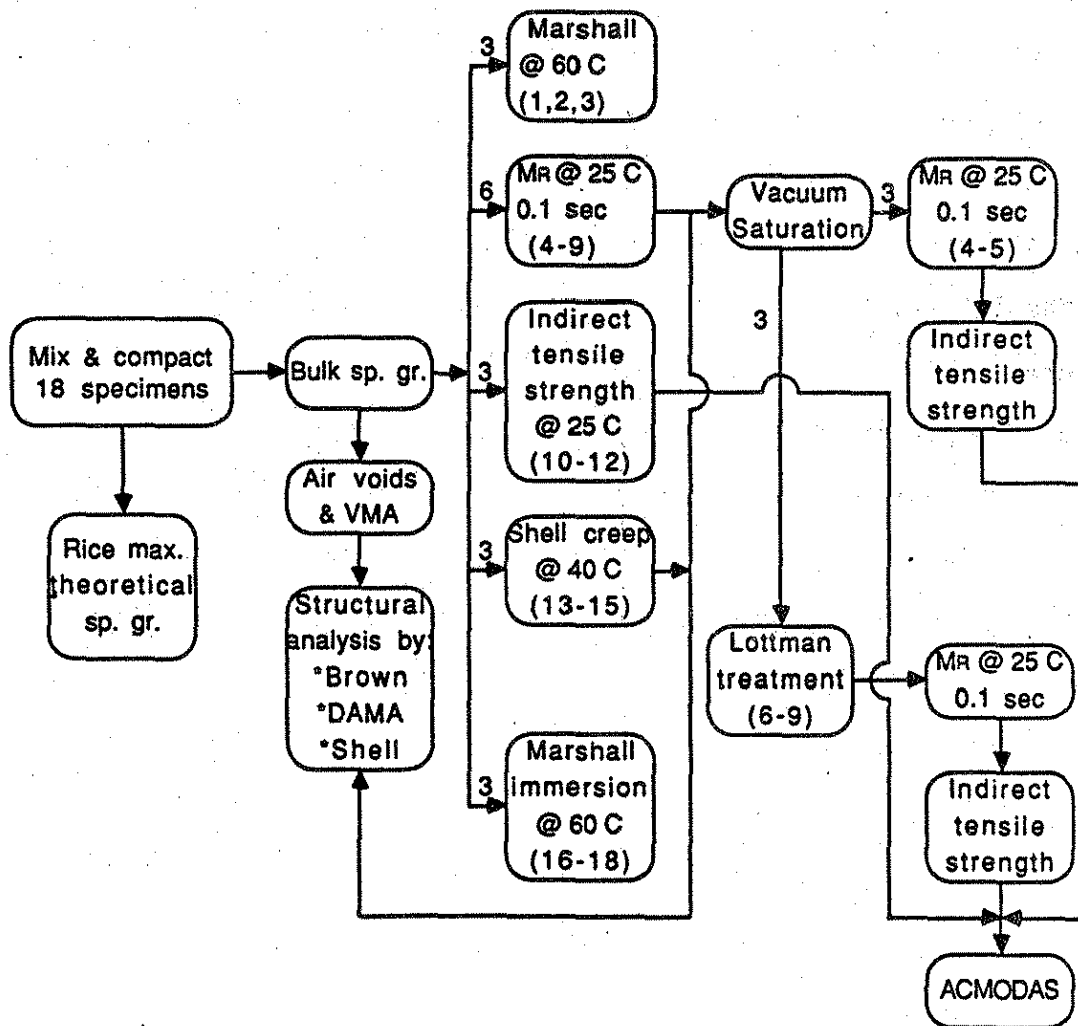 Mix & compact
18 specimens
Rice max.
theoretical
sp. gr.
Bulk sp. gr.
Air voids
& VMA
Structural
analysis by:
*Brown
*DAMA
*Shell
3
Marshall
@ 60 C
(1,2,3)
6
MR @ 25 C
0.1 sec
(4-9)
3
Indirect
tensile
strength
@ 25 C
(10-12)
3
Shell creep
@ 40 C
(13-15)
3
Marshall
immersion
@ 60 C
(16-18)
Vacuum
Saturation
3
MR @ 25 C
0.1 sec
(4-5)
Indirect
tensile
strength
3
Lottman
treatment
(6-9)
MR @ 25 C
0.1 sec
Indirect
tensile
strength
ACMODAS